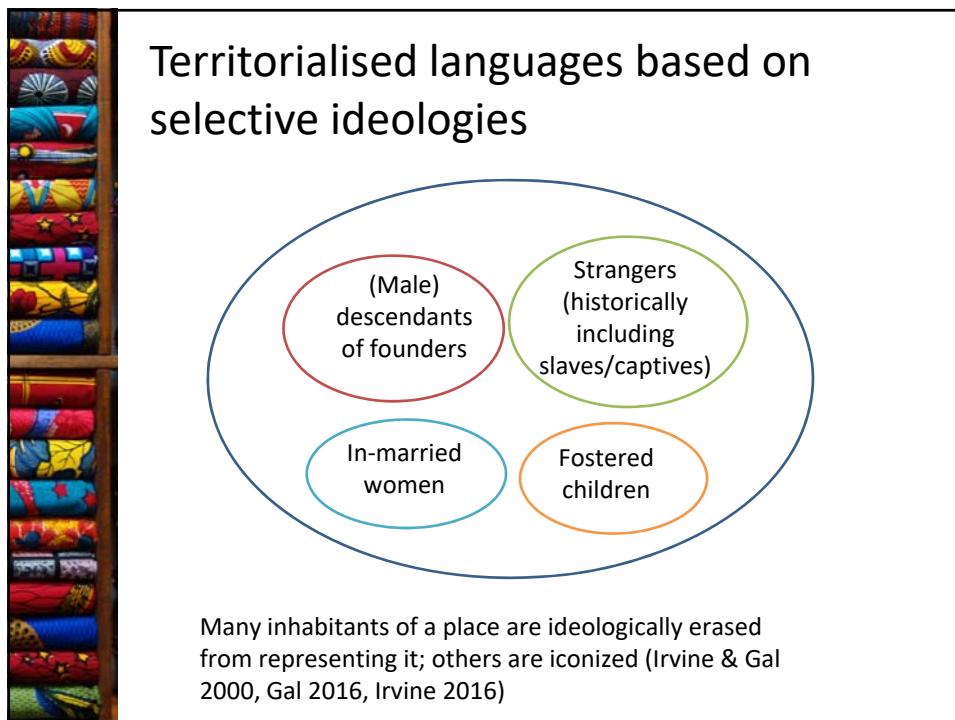 Territorialised languages based on
selective ideologies
(Male)
descendants
of founders
Strangers
(historically
including
slaves/captives)
In-married
women
Fostered
children
Many inhabitants of a place are ideologically erased
from representing it; others are iconized (Irvine & Gal
2000, Gal 2016, Irvine 2016)